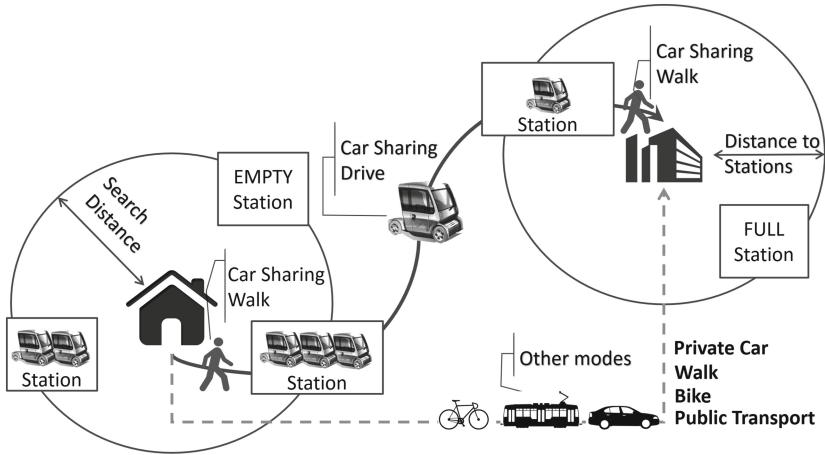 Car Sharing
Walk
Station
Car Sharing
Drive
Distance to
Stations
EMPTY
Station
Search
Distance
FULL
Station
Car Sharing
Walk
Station
Station
Other modes
Private Car
Walk
Bike
Public Transport